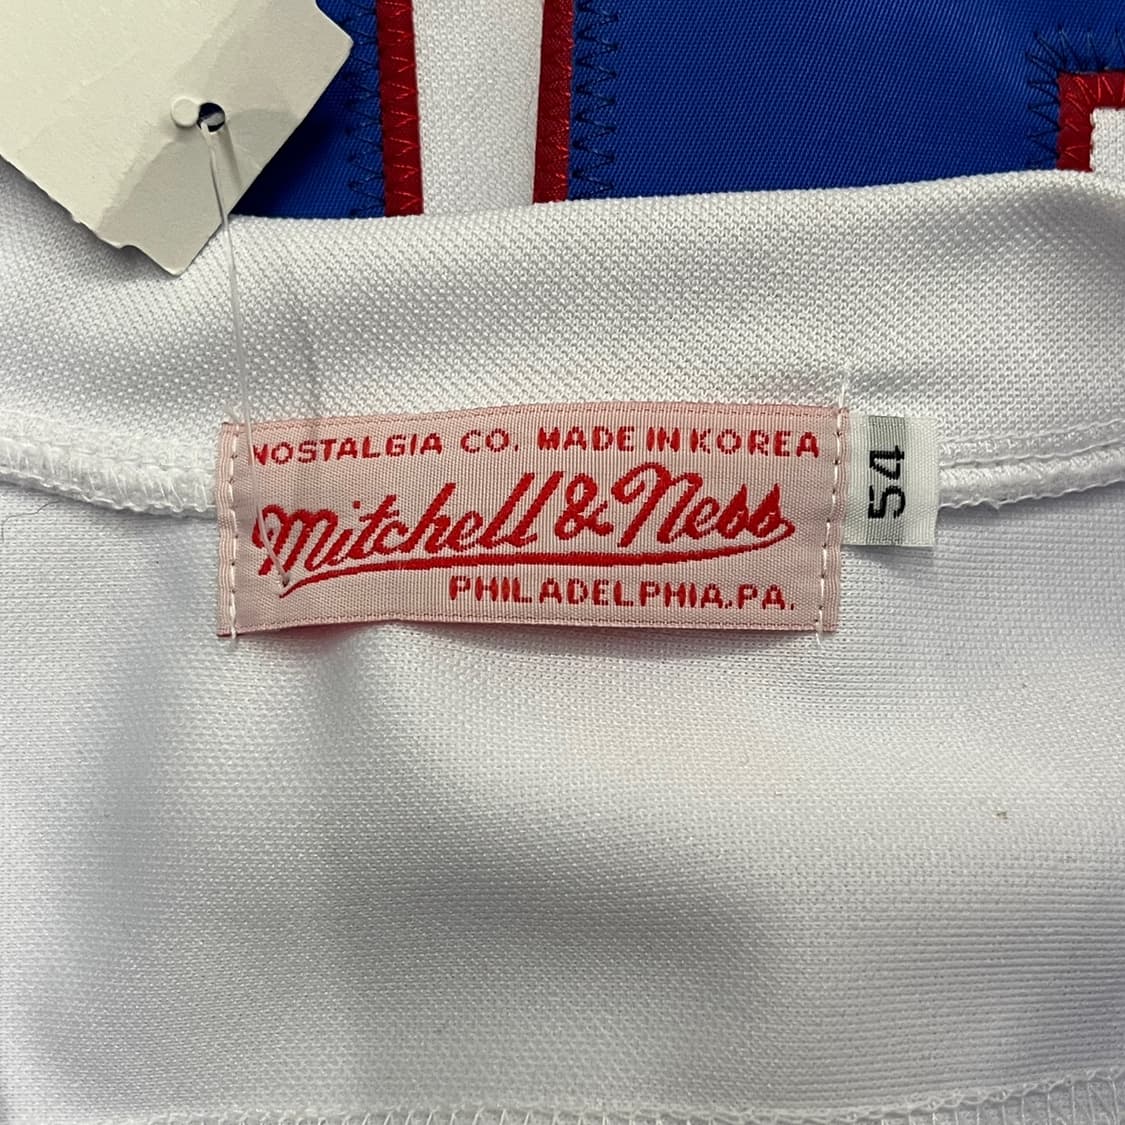 NOSTALGIA CO. MADE IN KOREA
Mitchell & Ness
PHILADELPHIA, PA.
54